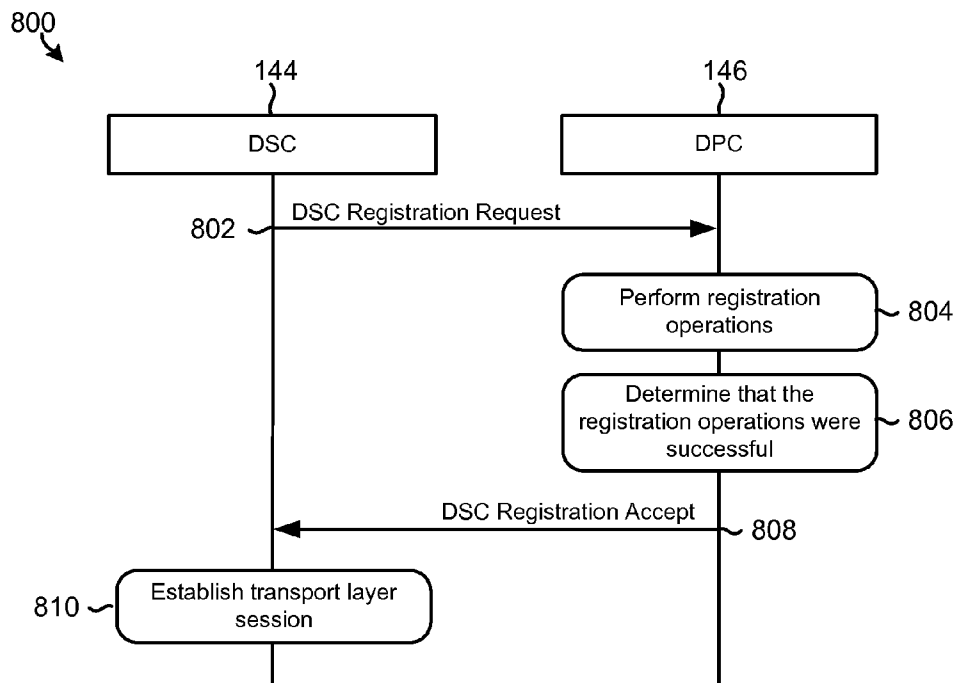 800
144
146
DSC
DPC
DSC Registration Request
802
Perform registration
operations
804
Determine that the
registration operations were
successful
806
DSC Registration Accept
808
Establish transport layer
session
810